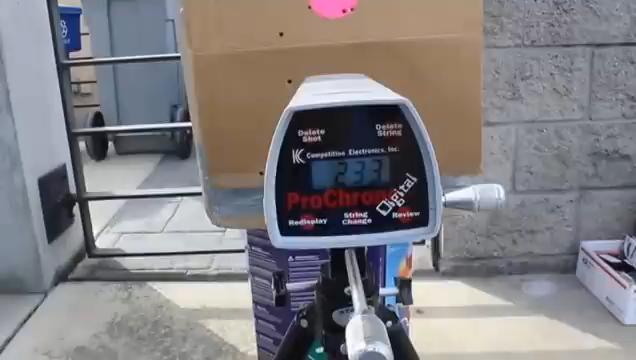 Delete Shot
Delete String
Competition Electronics, Inc.
233
ProChrono
Digital
Redisplay
String Change
Review